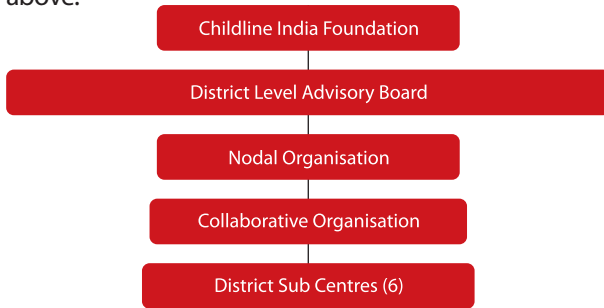 above.
Childline India Foundation
District Level Advisory Board
Nodal Organisation
Collaborative Organisation
District Sub Centres (6)